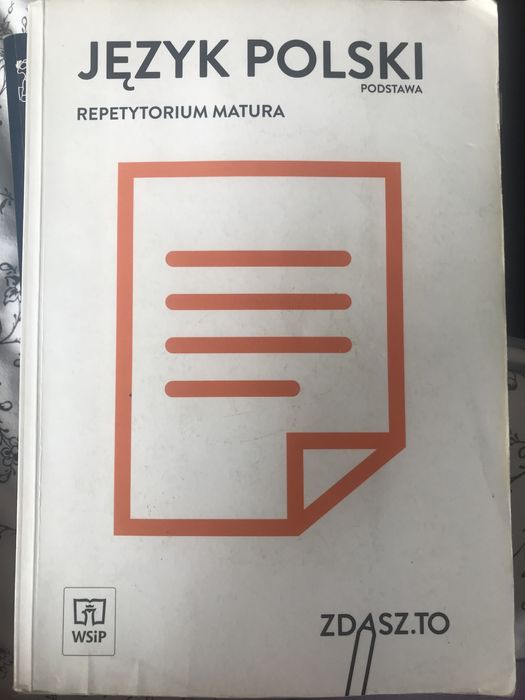 JĘZYK POLSKI
PODSTAWA
REPETYTORIUM MATURA
WSiP
ZDASZ.TO